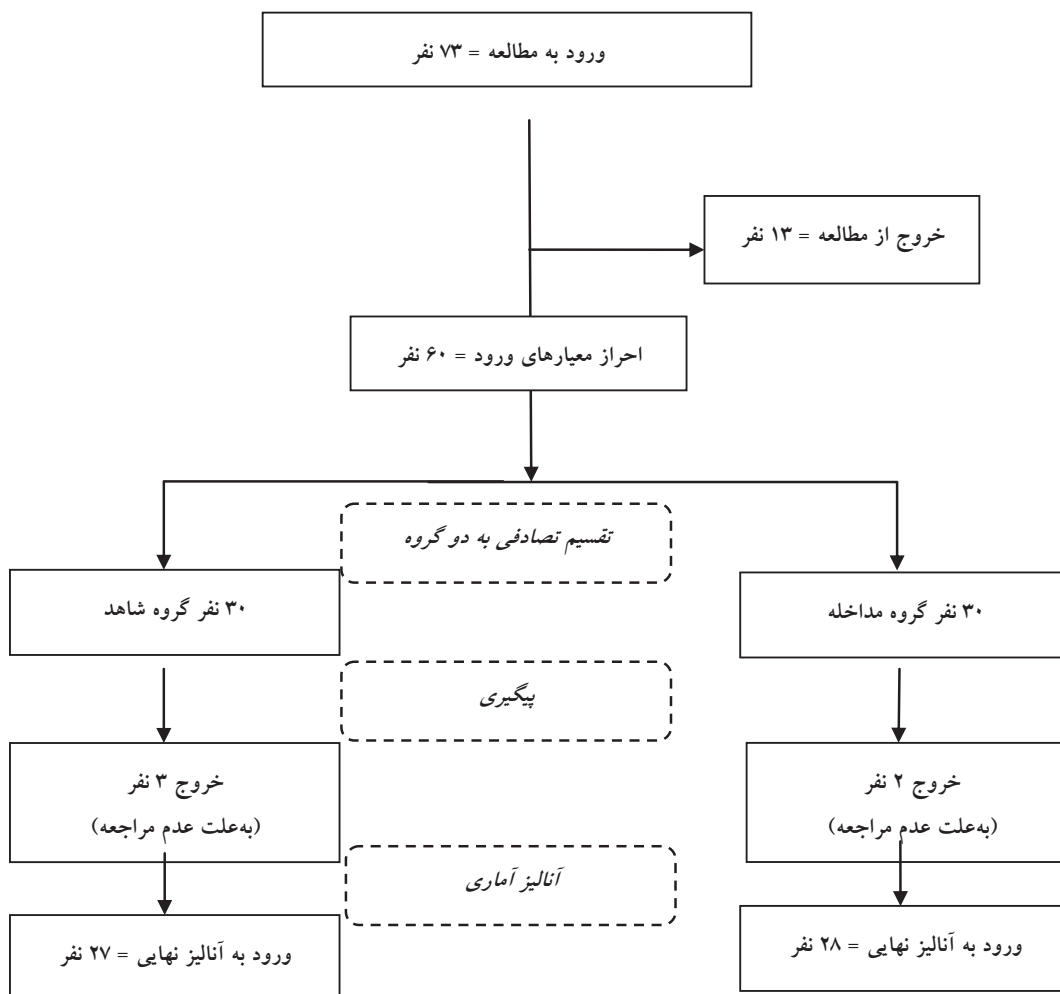 ورود به مطالعه = ۷۳ نفر
خروج از مطالعه = ۱۳ نفر
احراز معیارهای ورود = ۶۰ نفر
تقسیم تصادفی به دو گروه
۳۰ نفر گروه مداخله
۳۰ نفر گروه شاهد
پیگیری
خروج ۲ نفر
(به‌علت عدم مراجعه)
خروج ۳ نفر
(به‌علت عدم مراجعه)
آنالیز آماری
ورود به آنالیز نهایی = ۲۸ نفر
ورود به آنالیز نهایی = ۲۷ نفر